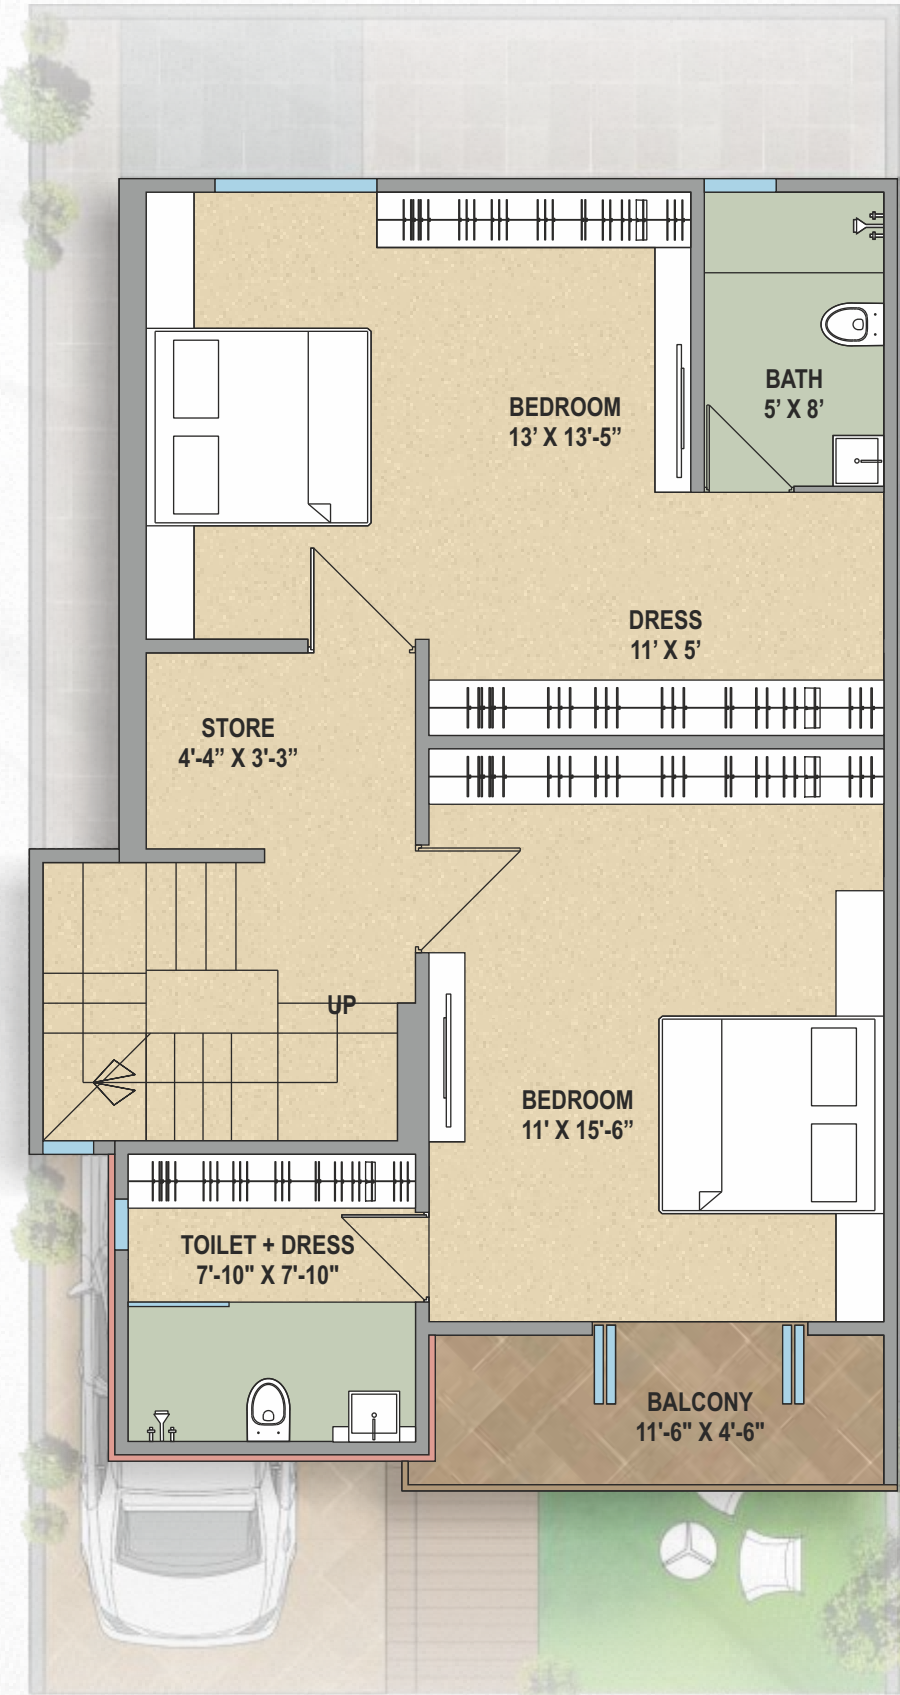 BATH
5’ X 8’
BEDROOM
13’ X 13'-5”
DRESS
11’ X 5’
STORE
4'-4” X 3'-3”
UP
BEDROOM
11' X 15'-6”
TOILET + DRESS
7'-10" X 7'-10"
BALCONY
11'-6" X 4'-6"